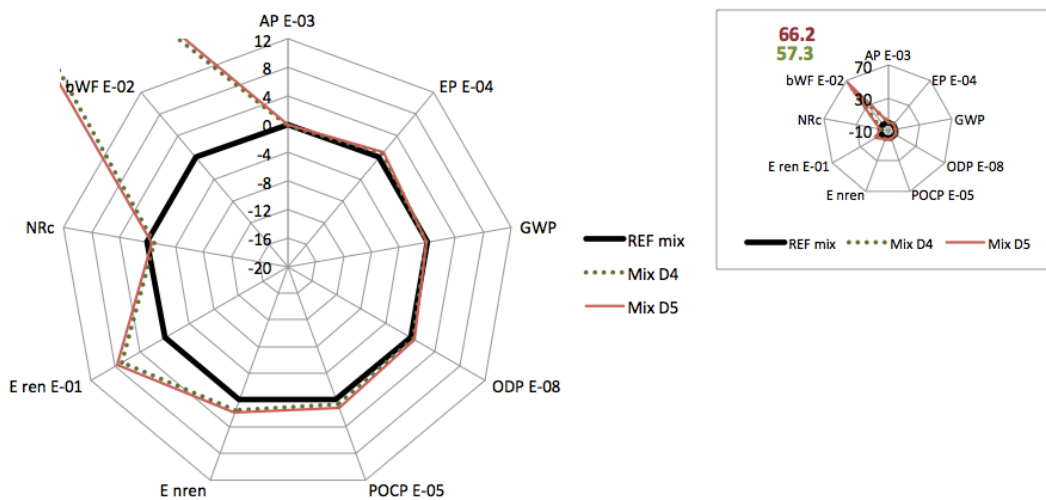 AP E-03
12
8
4
0
-4
-8
-12
-16
-20
EP E-04
GWP
ODP E-08
POCP E-05
E nren
E ren E-01
NRc
bWF E-02
REF mix
Mix D4
Mix D5
66.2
57.3
AP E-03
70
30
-10
EP E-04
GWP
ODP E-08
POCP E-05
E nren
E ren E-01
NRc
bWF E-02
REF mix Mix D4 Mix D5